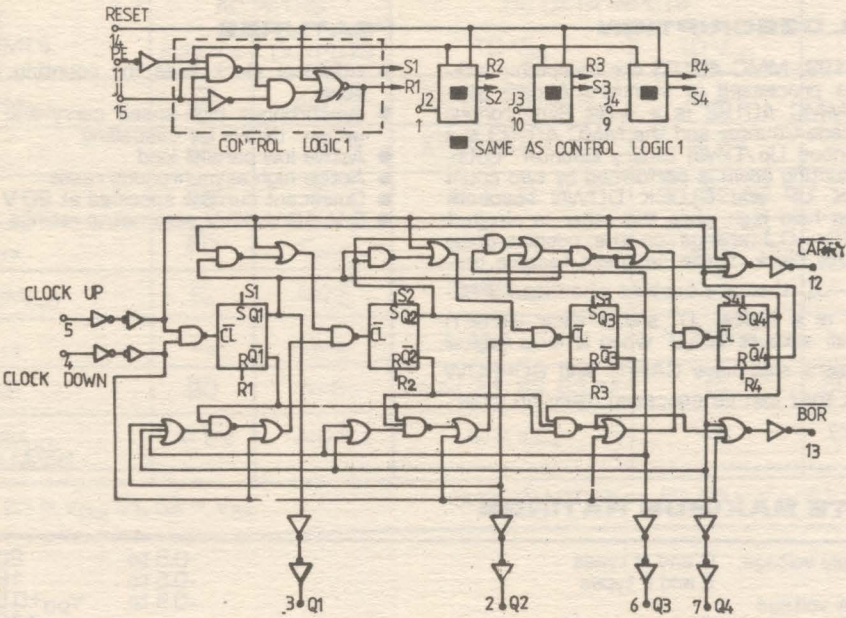 RESET
14
PE
11
J1
15
S1
R1
CONTROL LOGIC 1
J2
1
R2
S2
J3
10
R3
S3
J4
9
R4
S4
SAME AS CONTROL LOGIC 1
CLOCK UP
5
4
CLOCK DOWN
S1
S Q1
CL
R Q1
R1
S2
S Q2
CL
R Q2
R2
S3
S Q3
CL
R Q3
R3
S4
S Q4
CL
R Q4
R4
CARRY
12
BOR
13
3 Q1
2 Q2
6 Q3
7 Q4